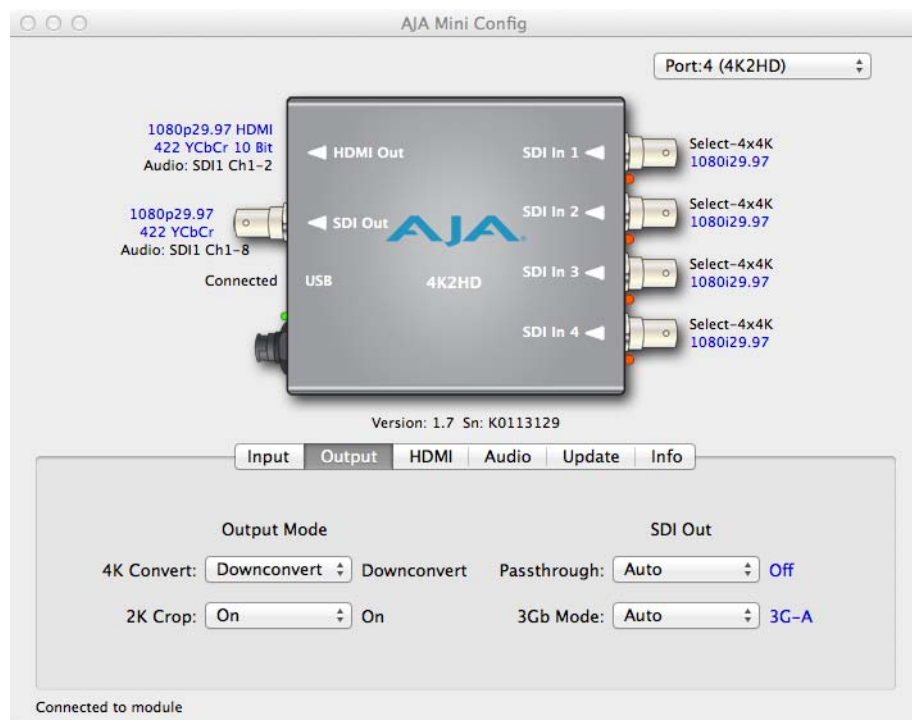 AJA Mini Config
Port:4 (4K2HD)
1080p29.97 HDMI
422 YCbCr 10 Bit
Audio: SDI1 Ch1-2
HDMI Out
SDI In 1
Select-4x4K
1080i29.97
1080p29.97
422 YCbCr
Audio: SDI1 Ch1-8
SDI Out
AJA
SDI In 2
Select-4x4K
1080i29.97
Connected
USB
4K2HD
SDI In 3
Select-4x4K
1080i29.97
SDI In 4
Select-4x4K
1080i29.97
Version: 1.7 Sn: K0113129
Input Output HDMI Audio Update Info
Output Mode
SDI Out
4K Convert: Downconvert Downconvert Passthrough: Auto Off
2K Crop: On On 3Gb Mode: Auto 3G-A
Connected to module